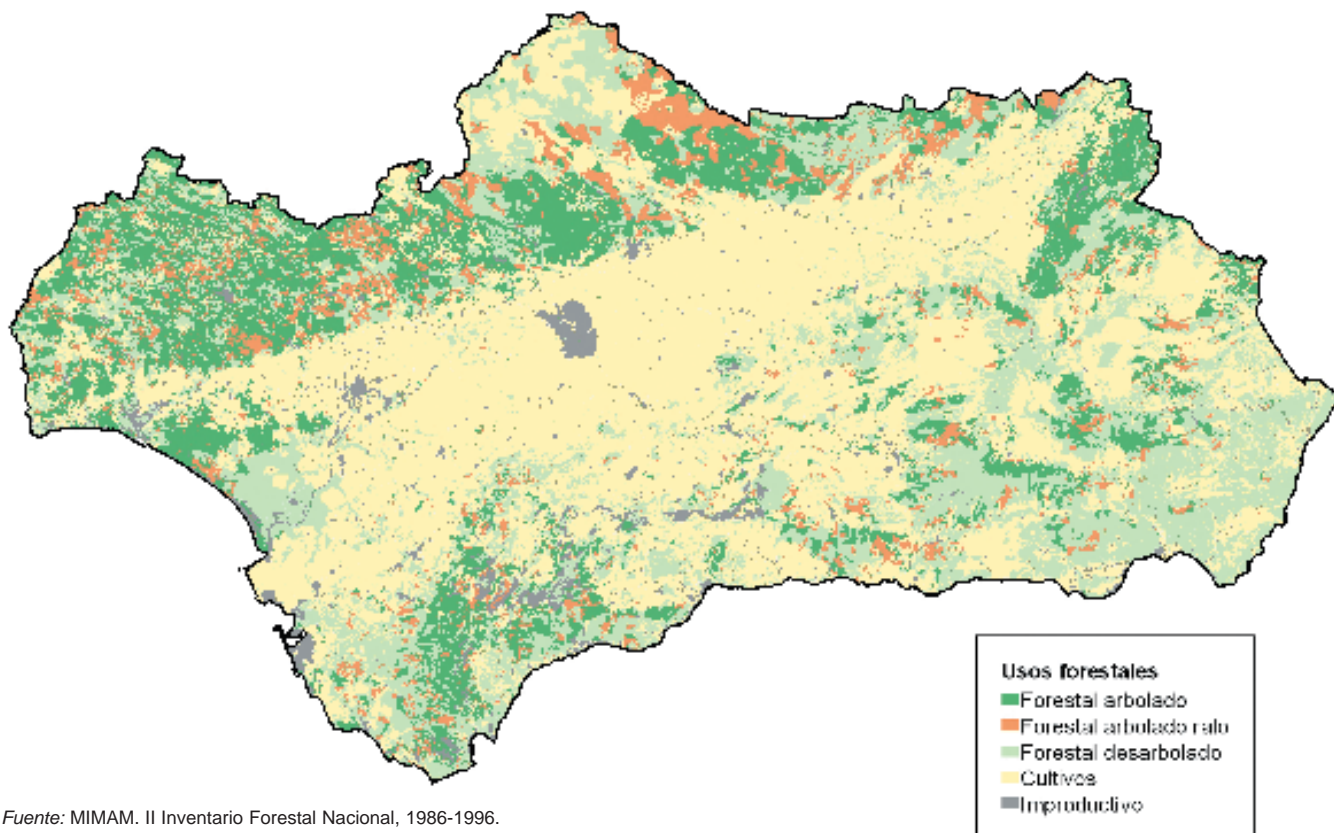 Usos forestales
Forestal arbolado
Forestal arbolado ralo
Forestal desarbolado
Cultivos
Improductivo
Fuente: MIMAM. II Inventario Forestal Nacional, 1986-1996.